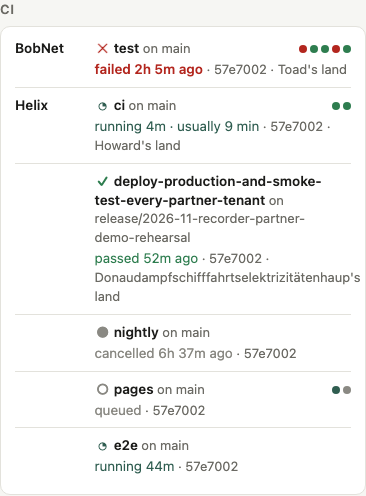 CI
BobNet
test on main
failed 2h 5m ago · 57e7002 · Toad's land
Helix
ci on main
running 4m · usually 9 min · 57e7002 ·
Howard's land
deploy-production-and-smoke-
test-every-partner-tenant on
release/2026-11-recorder-partner-
demo-rehearsal
passed 52m ago · 57e7002 ·
Donaudampfschifffahrtselektrizitätenhaup's
land
nightly on main
cancelled 6h 37m ago · 57e7002
pages on main
queued · 57e7002
e2e on main
running 44m · 57e7002